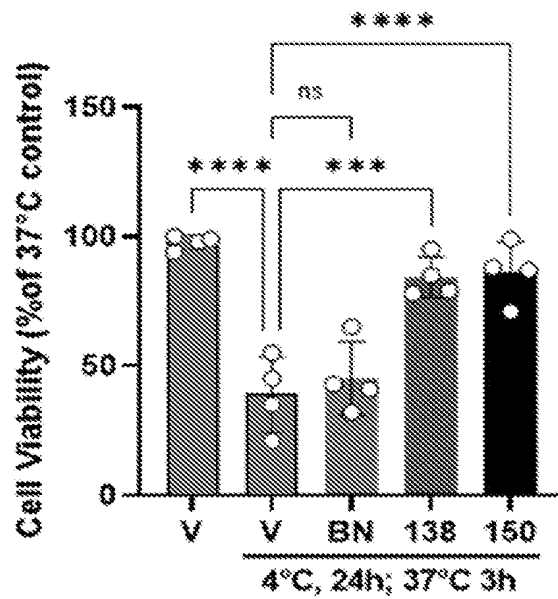 ****
ns
**** ***
Cell Viability (%of 37°C control)
150
100
50
0
V V BN 138 150
4°C, 24h; 37°C 3h